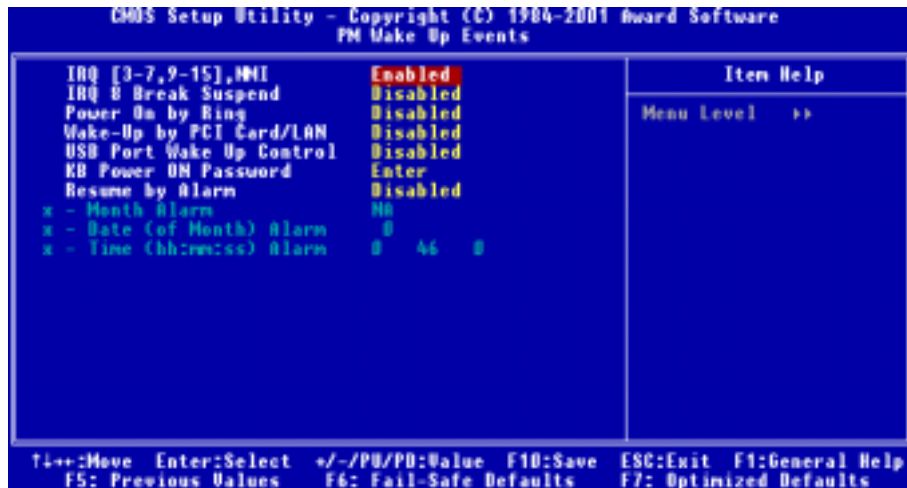 CMOS Setup Utility - Copyright (C) 1984-2001 Award Software
PM Wake Up Events
IRQ [3-7,9-15],NMI Enabled
IRQ 8 Break Suspend Disabled
Power On by Ring Disabled
Wake-Up by PCI Card/LAN Disabled
USB Port Wake Up Control Disabled
KB Power ON Password Enter
Resume by Alarm Disabled
x - Month Alarm NA
x - Date (of Month) Alarm 0
x - Time (hh:mm:ss) Alarm 0 46 0
Item Help
Menu Level ▸▸
↑↓→←:Move Enter:Select +/-/PU/PD:Value F10:Save ESC:Exit F1:General Help
F5: Previous Values F6: Fail-Safe Defaults F7: Optimized Defaults